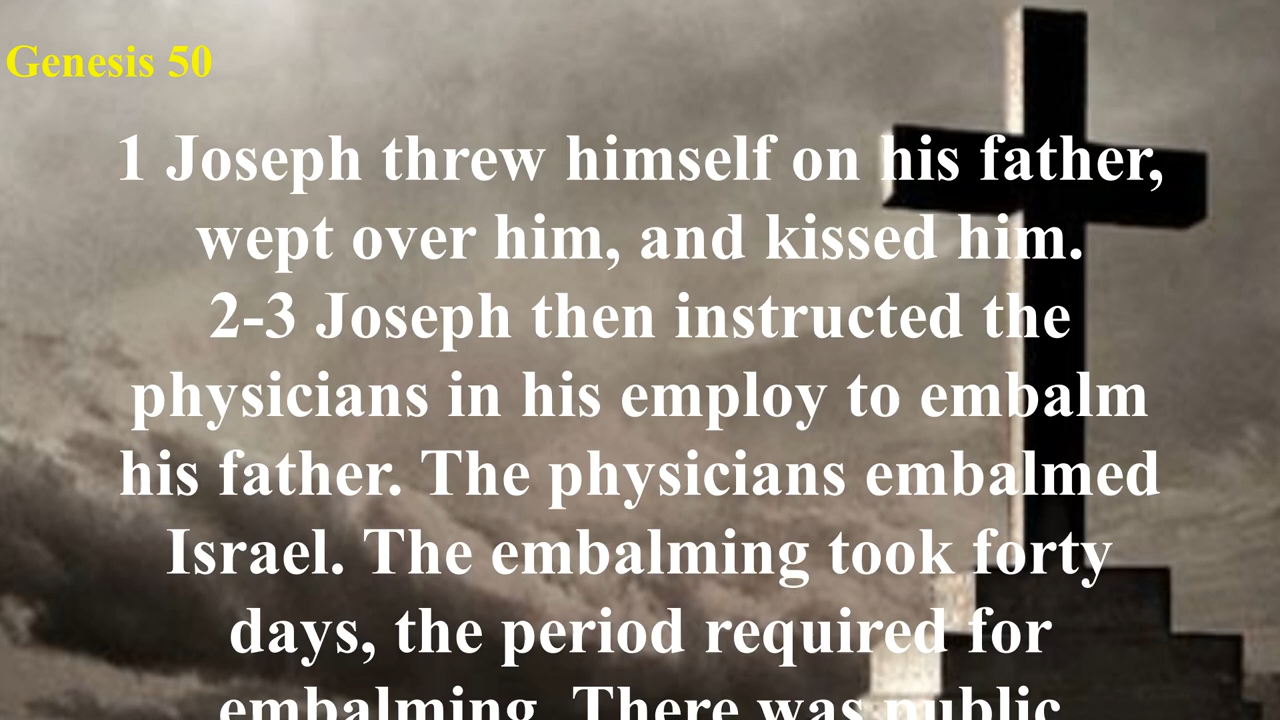 Genesis 50
1 Joseph threw himself on his father,
wept over him, and kissed him.
2-3 Joseph then instructed the
physicians in his employ to embalm
his father. The physicians embalmed
Israel. The embalming took forty
days, the period required for
embalming. There was public